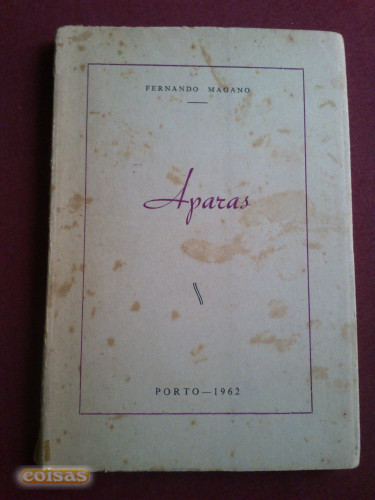 FERNANDO MAGANO
Aparas
PORTO — 1962
coisas